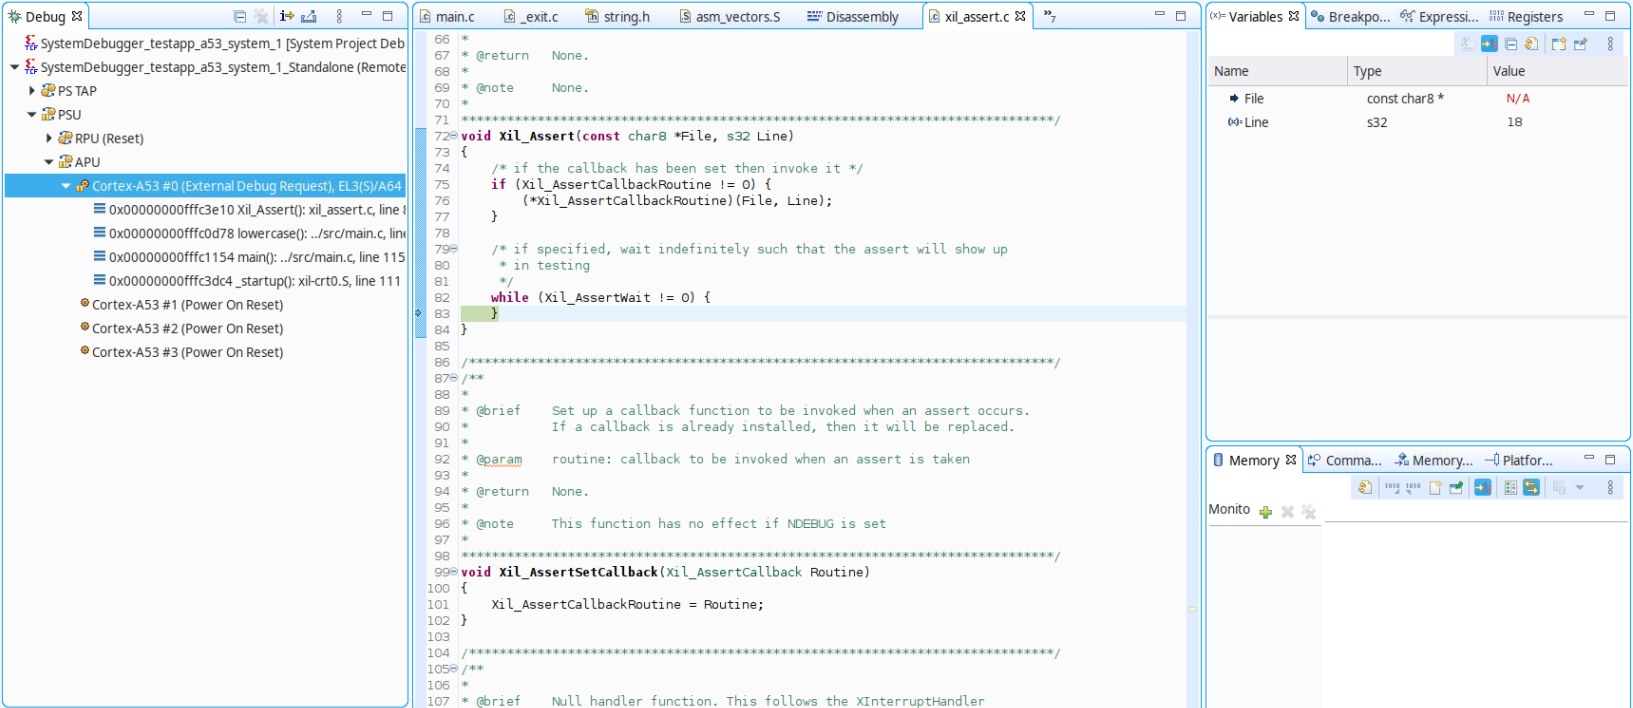 Debug
SystemDebugger_testapp_a53_system_1 [System Project Deb
SystemDebugger_testapp_a53_system_1_Standalone (Remote
PS TAP
PSU
RPU (Reset)
APU
Cortex-A53 #0 (External Debug Request), EL3(S)/A64
0x00000000fffc3e10 Xil_Assert(): xil_assert.c, line 8
0x00000000fffc0d78 lowercase(): ../src/main.c, line
0x00000000fffc1154 main(): ../src/main.c, line 115
0x00000000fffc3dc4 _startup(): xil-crt0.S, line 111
Cortex-A53 #1 (Power On Reset)
Cortex-A53 #2 (Power On Reset)
Cortex-A53 #3 (Power On Reset)
main.c _exit.c string.h asm_vectors.S Disassembly xil_assert.c »7
66 *
67 * @return   None.
68 *
69 * @note     None.
70 *
71 *****************************************************************************/
72 void Xil_Assert(const char8 *File, s32 Line)
73 {
74     /* if the callback has been set then invoke it */
75     if (Xil_AssertCallbackRoutine != 0) {
76         (*Xil_AssertCallbackRoutine)(File, Line);
77     }
78
79     /* if specified, wait indefinitely such that the assert will show up
80      * in testing
81      */
82     while (Xil_AssertWait != 0) {
83     }
84 }
85
86 /*****************************************************************************/
87 /**
88 *
89 * @brief    Set up a callback function to be invoked when an assert occurs.
90 *           If a callback is already installed, then it will be replaced.
91 *
92 * @param    routine: callback to be invoked when an assert is taken
93 *
94 * @return   None.
95 *
96 * @note     This function has no effect if NDEBUG is set
97 *
98 *****************************************************************************/
99 void Xil_AssertSetCallback(Xil_AssertCallback Routine)
100 {
101     Xil_AssertCallbackRoutine = Routine;
102 }
103
104 /*****************************************************************************/
105 /**
106 *
107 * @brief    Null handler function. This follows the XInterruptHandler
(x)= Variables Breakpo... Expressi... Registers
Name Type Value
File const char8 * N/A
(x)= Line s32 18
Memory Comma... Memory... Platfor...
Monito